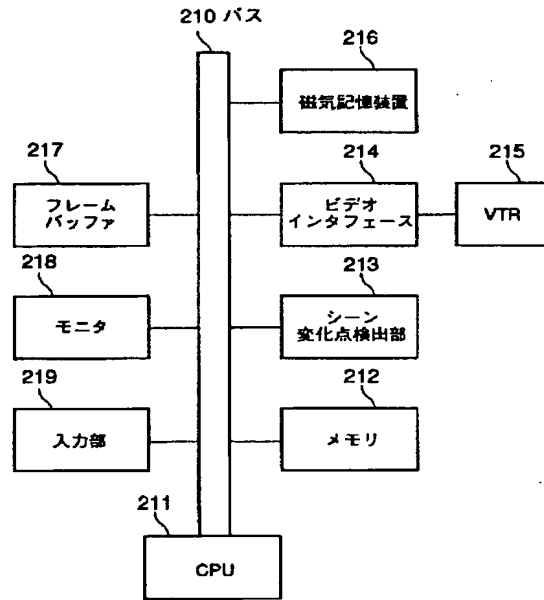 210 バス
216
磁気記憶装置
217
フレーム
バッファ
214
ビデオ
インタフェース
215
VTR
218
モニタ
213
シーン
変化点検出部
219
入力部
212
メモリ
211
CPU